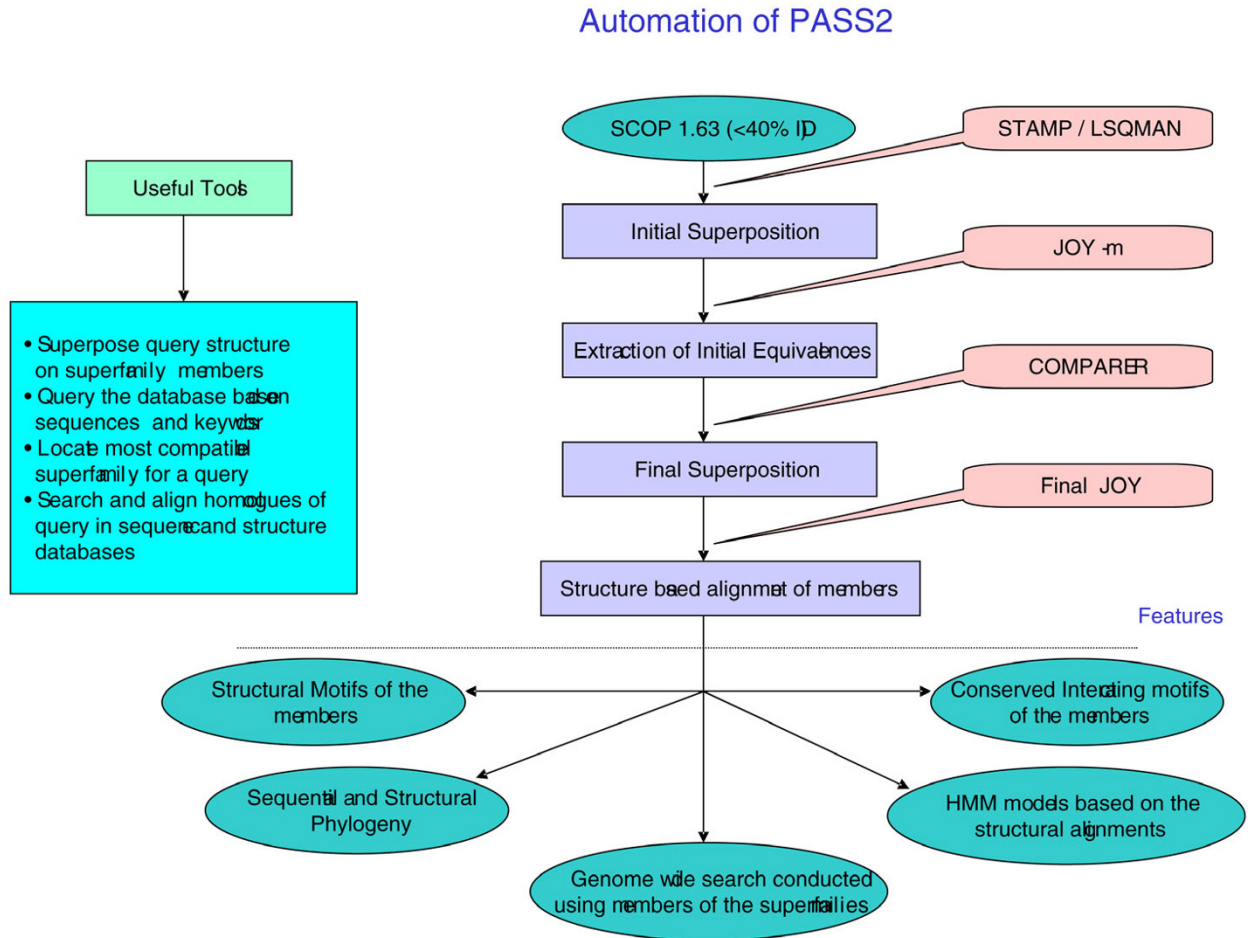 Automation of PASS2
SCOP 1.63 (<40% ID)
STAMP / LSQMAN
Useful Tools
Initial Superposition
JOY -m
• Superpose query structure
on superfamily members
• Query the database based on
sequences and keywords
• Locate most compatible
superfamily for a query
• Search and align homologues of
query in sequence and structure
databases
Extraction of Initial Equivalences
COMPARER
Final Superposition
Final JOY
Structure based alignment of members
Features
Structural Motifs of the
members
Conserved Interacting motifs
of the members
Sequential and Structural
Phylogeny
HMM models based on the
structural alignments
Genome wide search conducted
using members of the superfamilies